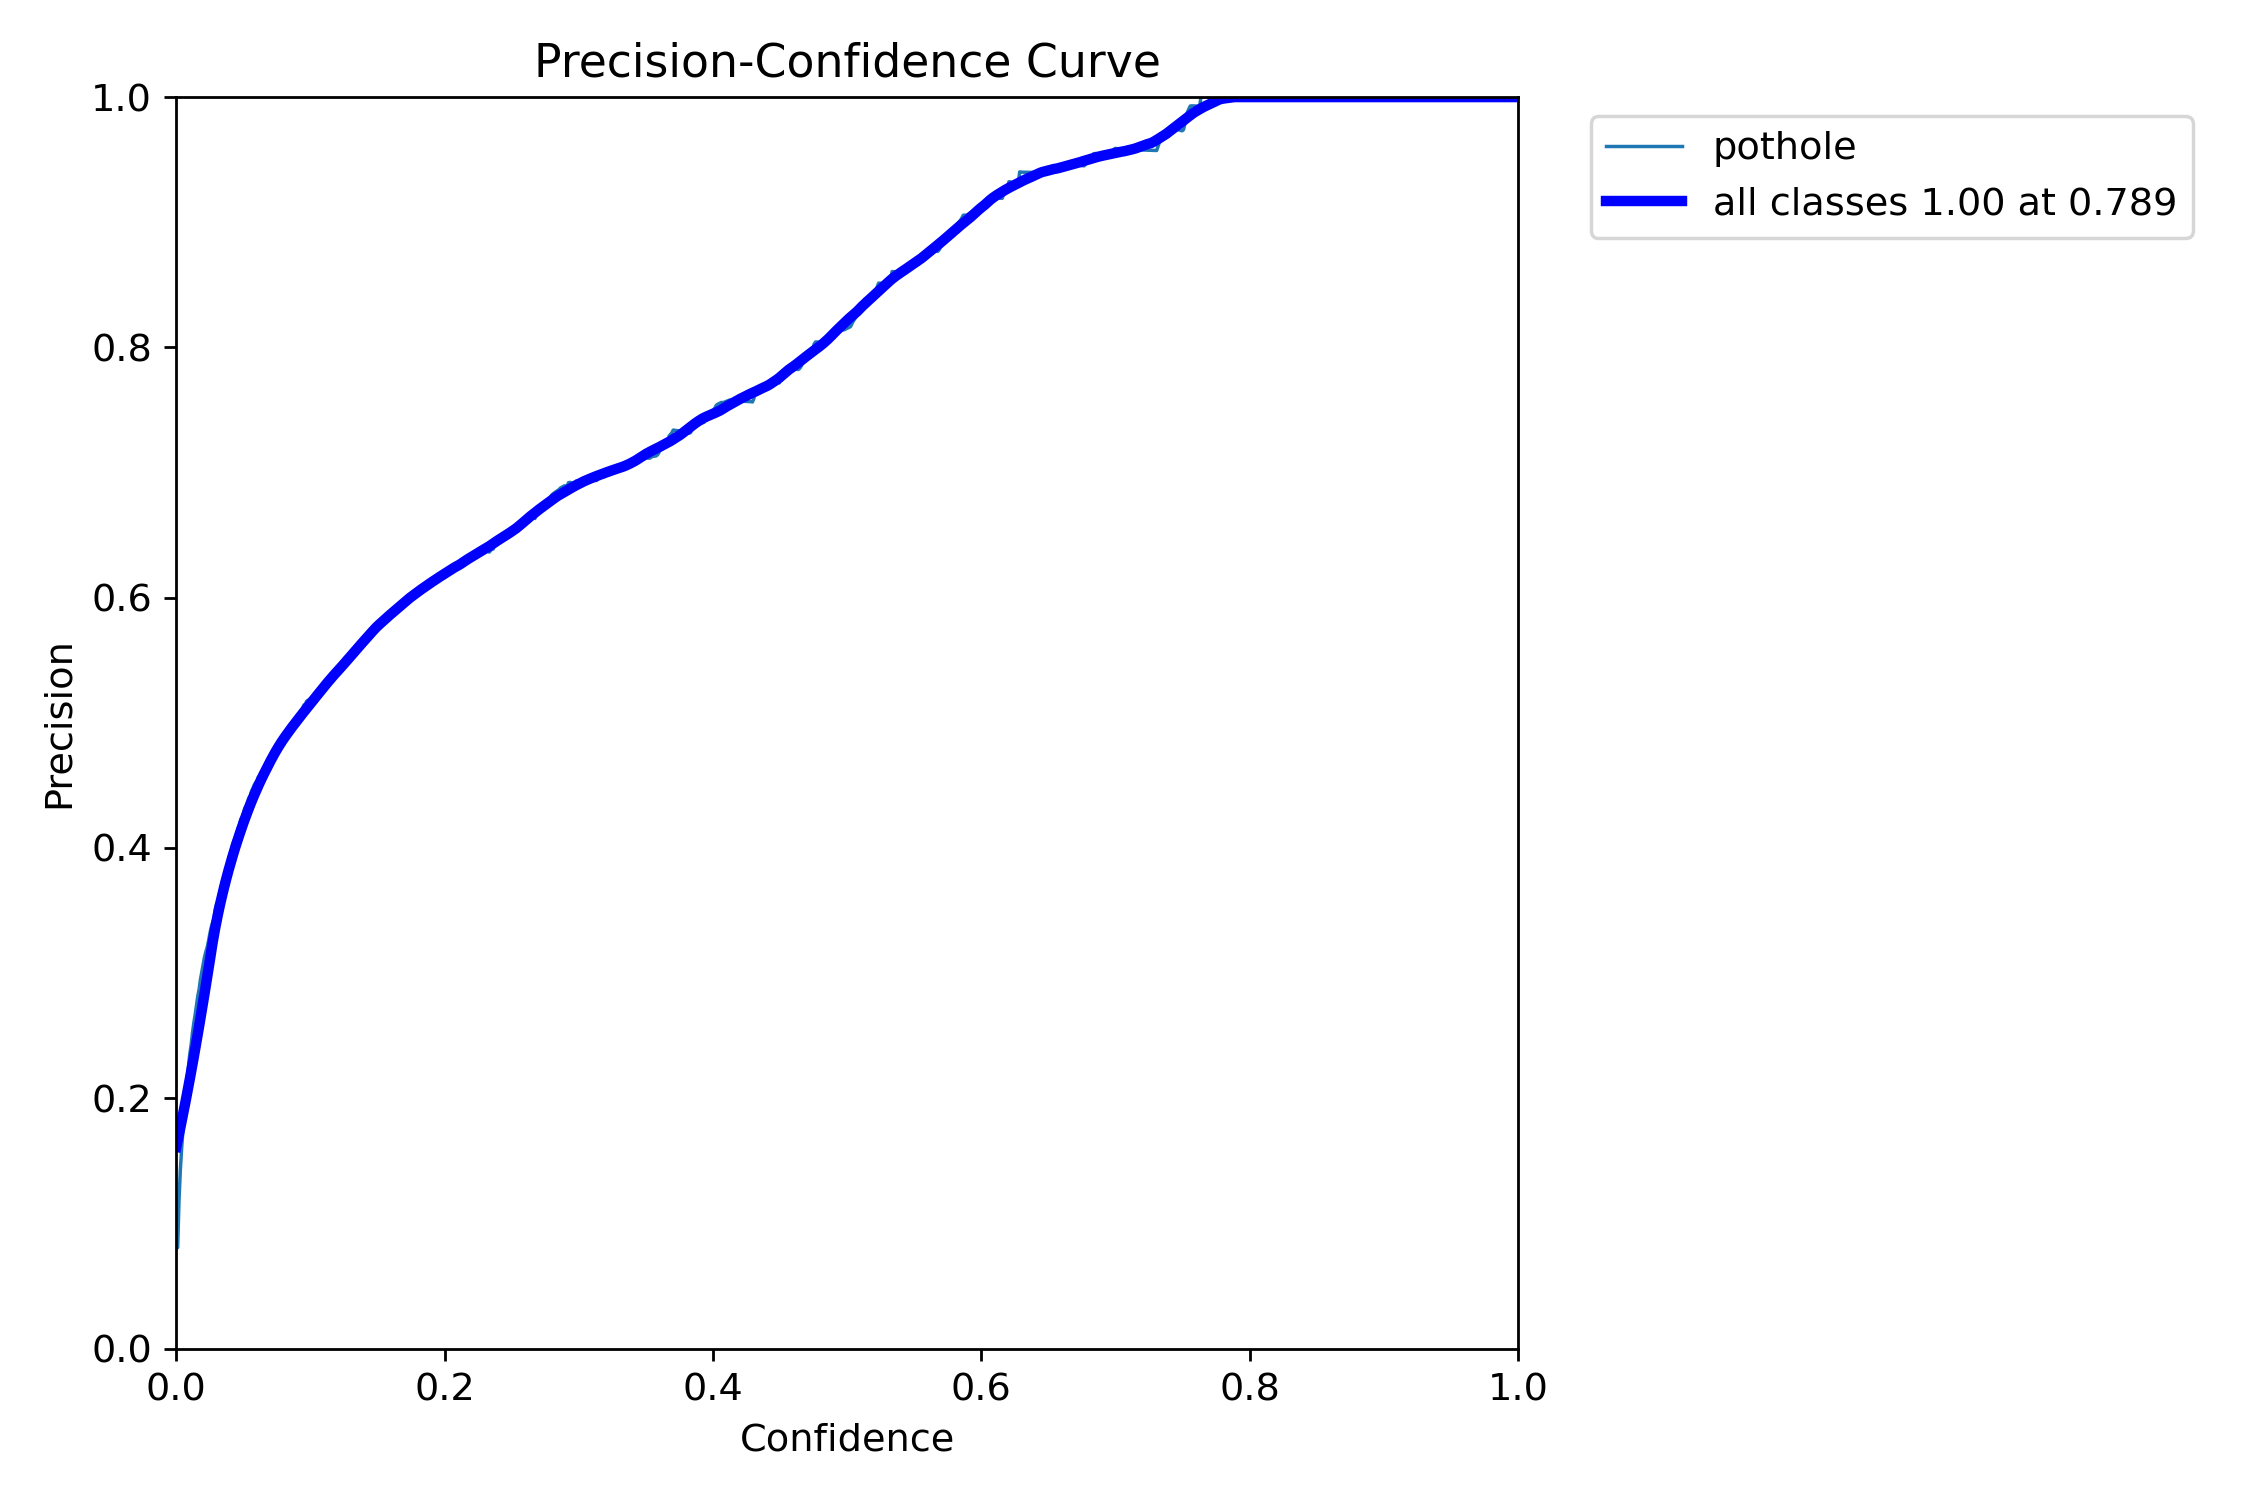 Precision-Confidence Curve
1.0
0.8
0.6
0.4
0.2
0.0
Precision
0.0 0.2 0.4 0.6 0.8 1.0
Confidence
pothole
all classes 1.00 at 0.789